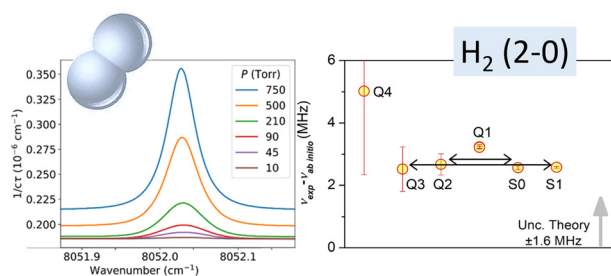 P (Torr)
750
500
210
90
45
10
0.350
0.325
0.300
0.275
0.250
0.225
0.200
1/cτ (10⁻⁶ cm⁻¹)
8051.9
8052.0
8052.1
Wavenumber (cm⁻¹)
H₂ (2-0)
6
4
2
0
ν_exp-ν_ab initio (MHz)
Q4
Q1
Q3
Q2
S0
S1
Unc. Theory
±1.6 MHz